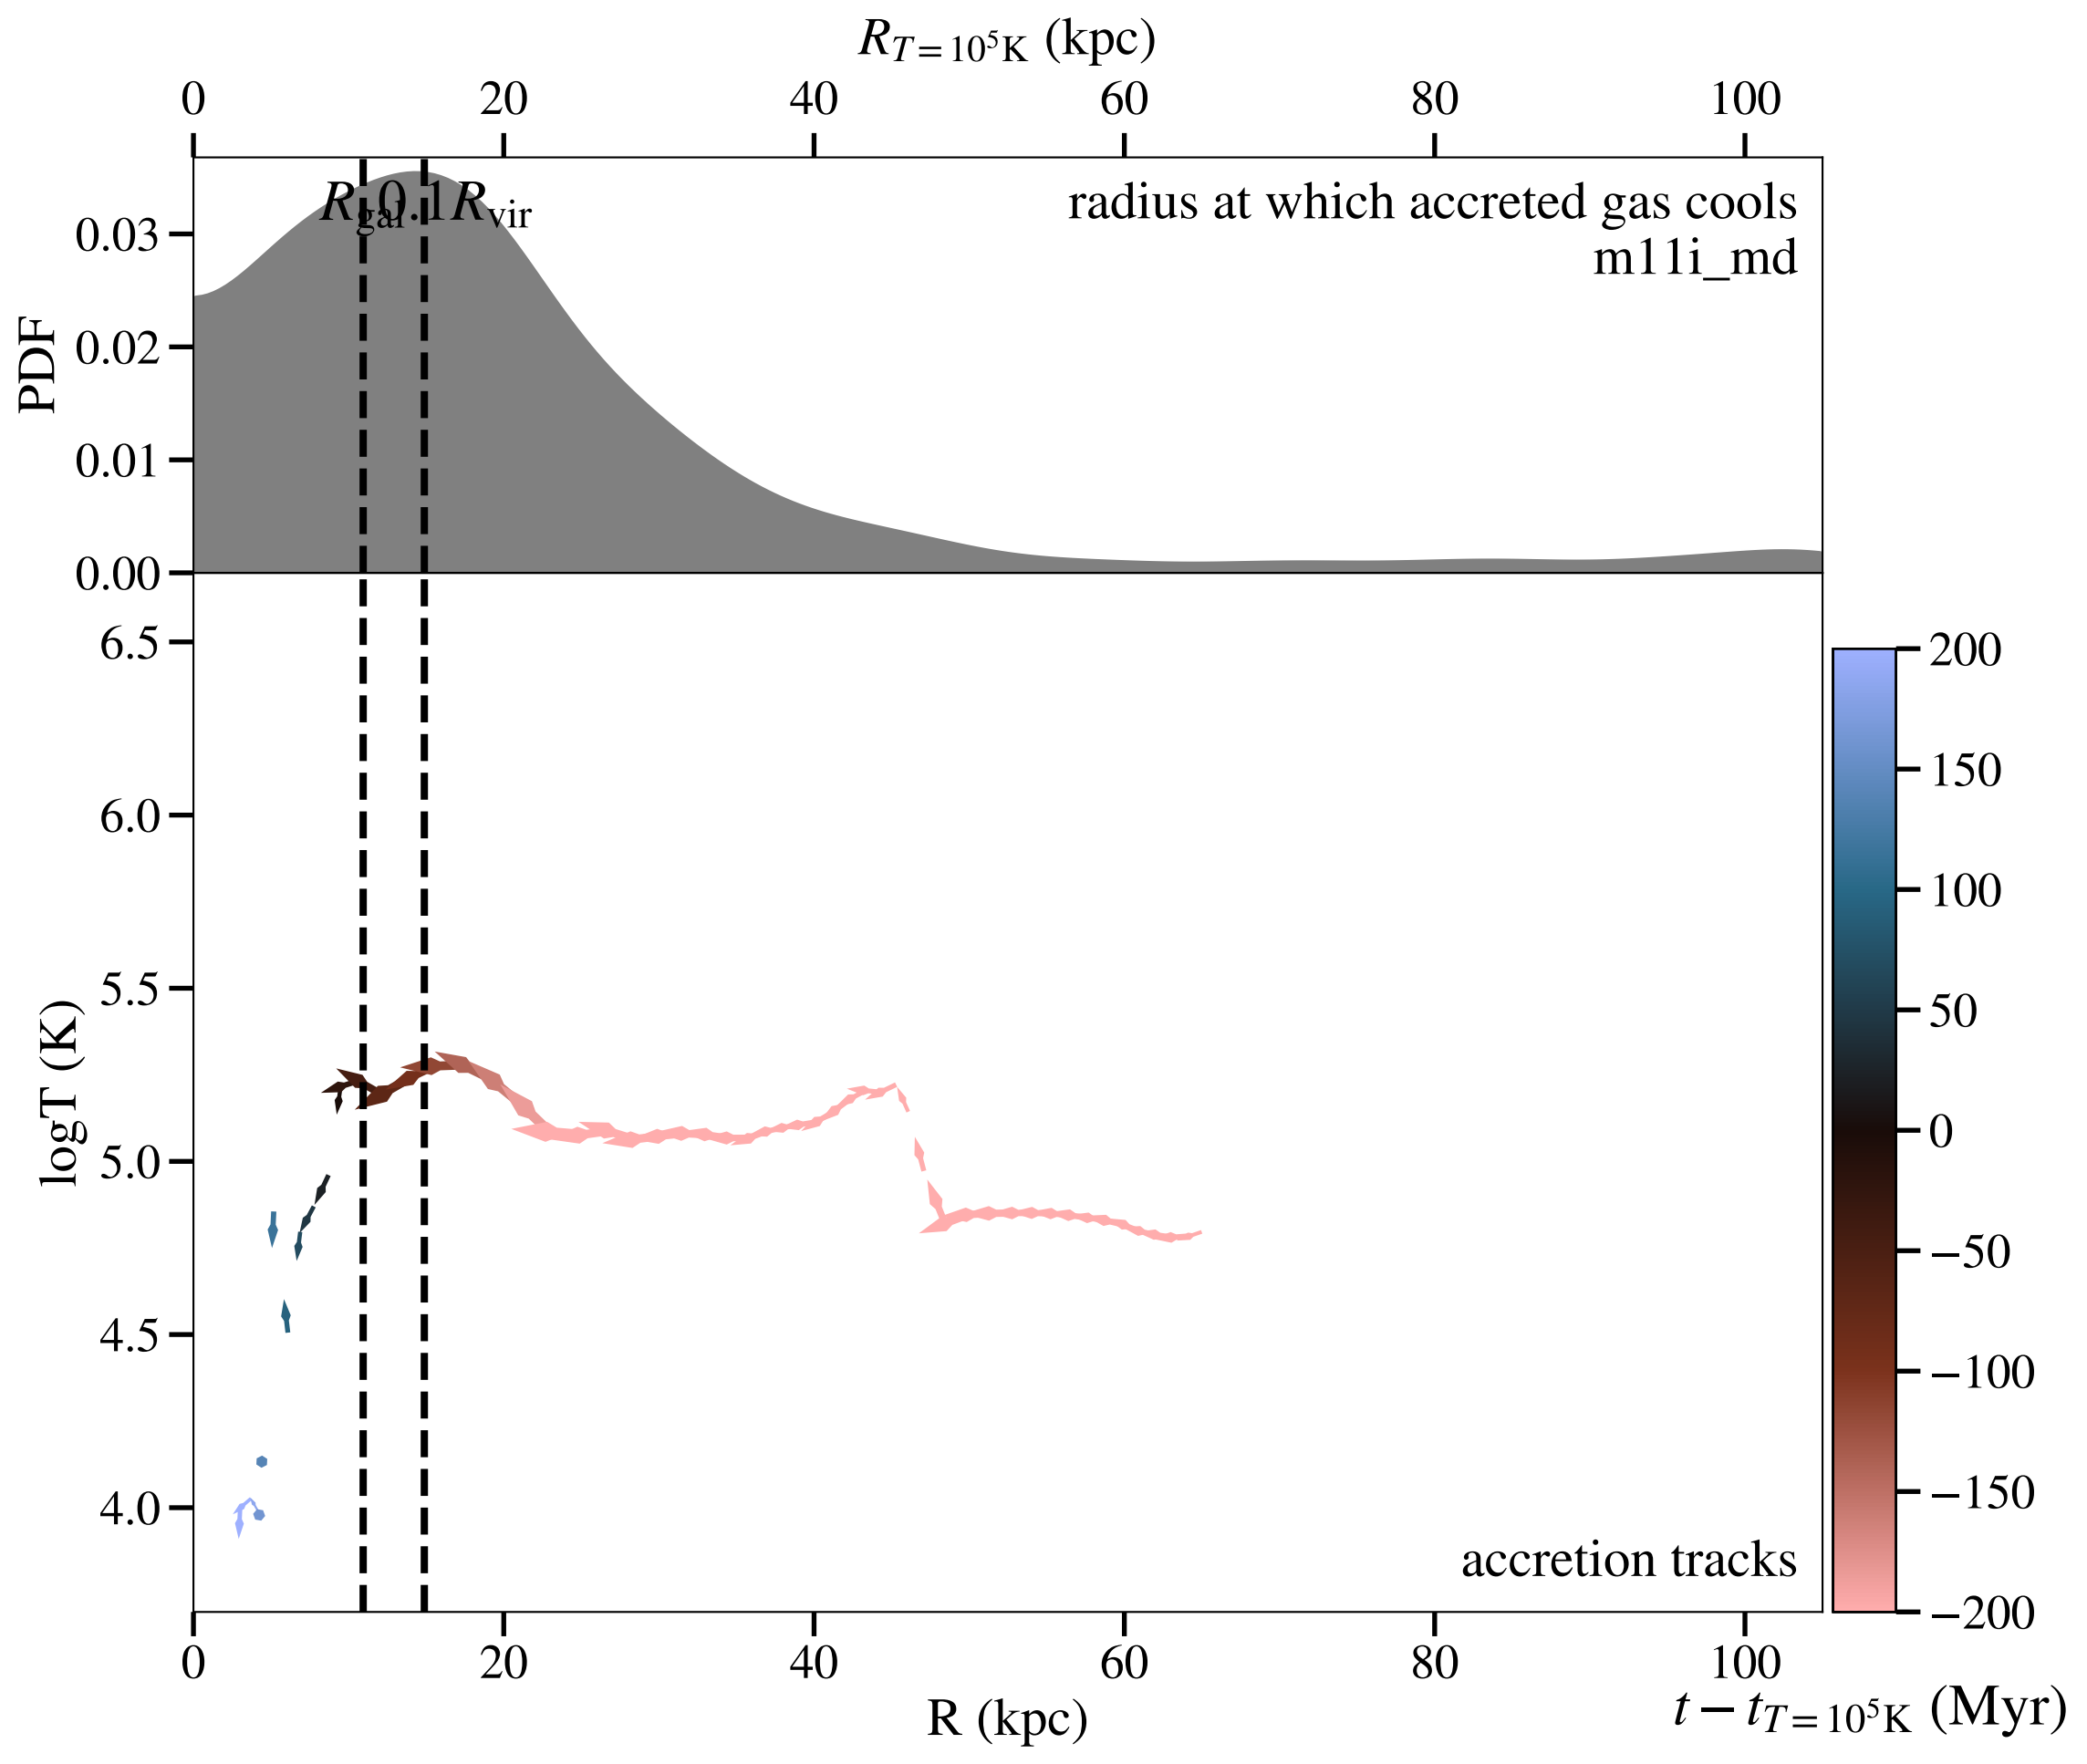 R_{T=10^5K} (kpc)
0 20 40 60 80 100
R_gal 0.1R_vir
radius at which accreted gas cools
m11i_md
PDF
0.03
0.02
0.01
0.00
6.5
6.0
5.5
5.0
4.5
4.0
logT (K)
accretion tracks
0 20 40 60 80 100
R (kpc)
200
150
100
50
0
−50
−100
−150
−200
t − t_{T=10^5K} (Myr)